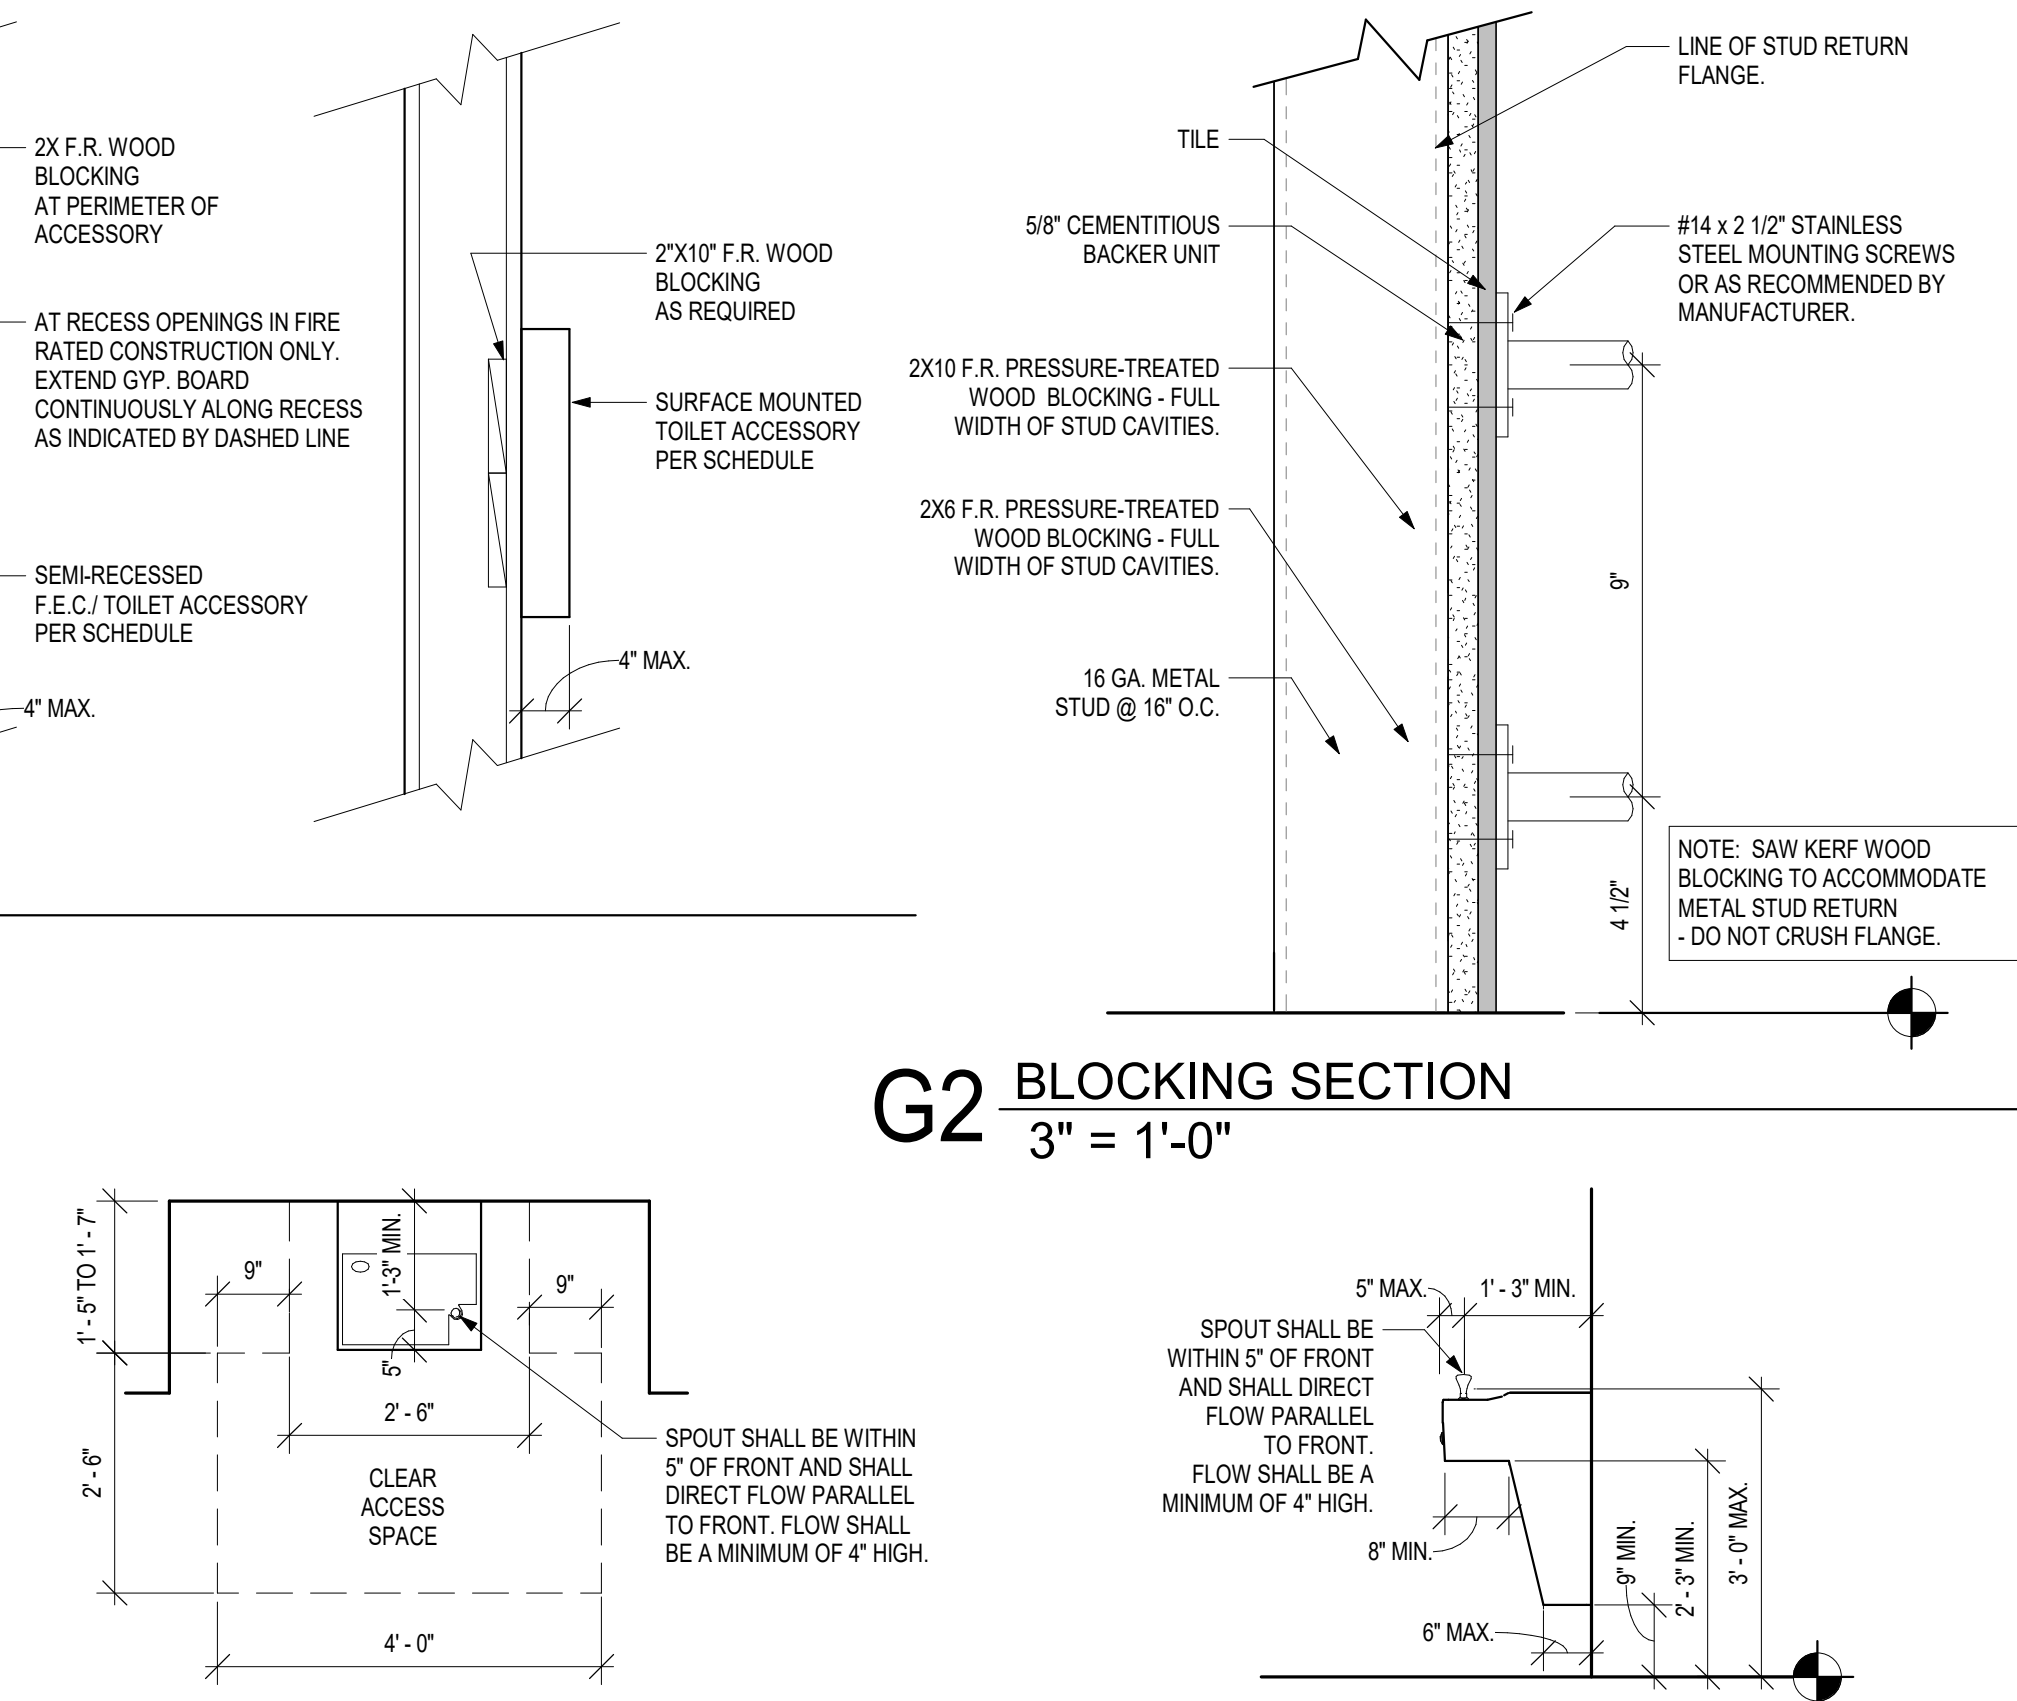 2X F.R. WOOD
BLOCKING
AT PERIMETER OF
ACCESSORY
AT RECESS OPENINGS IN FIRE
RATED CONSTRUCTION ONLY.
EXTEND GYP. BOARD
CONTINUOUSLY ALONG RECESS
AS INDICATED BY DASHED LINE
SEMI-RECESSED
F.E.C./ TOILET ACCESSORY
PER SCHEDULE
4" MAX.
2"X10" F.R. WOOD
BLOCKING
AS REQUIRED
SURFACE MOUNTED
TOILET ACCESSORY
PER SCHEDULE
4" MAX.
TILE
5/8" CEMENTITIOUS
BACKER UNIT
2X10 F.R. PRESSURE-TREATED
WOOD BLOCKING - FULL
WIDTH OF STUD CAVITIES.
2X6 F.R. PRESSURE-TREATED
WOOD BLOCKING - FULL
WIDTH OF STUD CAVITIES.
16 GA. METAL
STUD @ 16" O.C.
LINE OF STUD RETURN
FLANGE.
#14 x 2 1/2" STAINLESS
STEEL MOUNTING SCREWS
OR AS RECOMMENDED BY
MANUFACTURER.
9"
4 1/2"
NOTE: SAW KERF WOOD
BLOCKING TO ACCOMMODATE
METAL STUD RETURN
- DO NOT CRUSH FLANGE.
G2 BLOCKING SECTION
3" = 1'-0"
1' - 5" TO 1' - 7"
2' - 6"
9"
1'-3" MIN.
9"
5"
2' - 6"
CLEAR
ACCESS
SPACE
4' - 0"
SPOUT SHALL BE WITHIN
5" OF FRONT AND SHALL
DIRECT FLOW PARALLEL
TO FRONT. FLOW SHALL
BE A MINIMUM OF 4" HIGH.
5" MAX.
1' - 3" MIN.
SPOUT SHALL BE
WITHIN 5" OF FRONT
AND SHALL DIRECT
FLOW PARALLEL
TO FRONT.
FLOW SHALL BE A
MINIMUM OF 4" HIGH.
8" MIN.
6" MAX.
9" MIN.
2' - 3" MIN.
3' - 0" MAX.